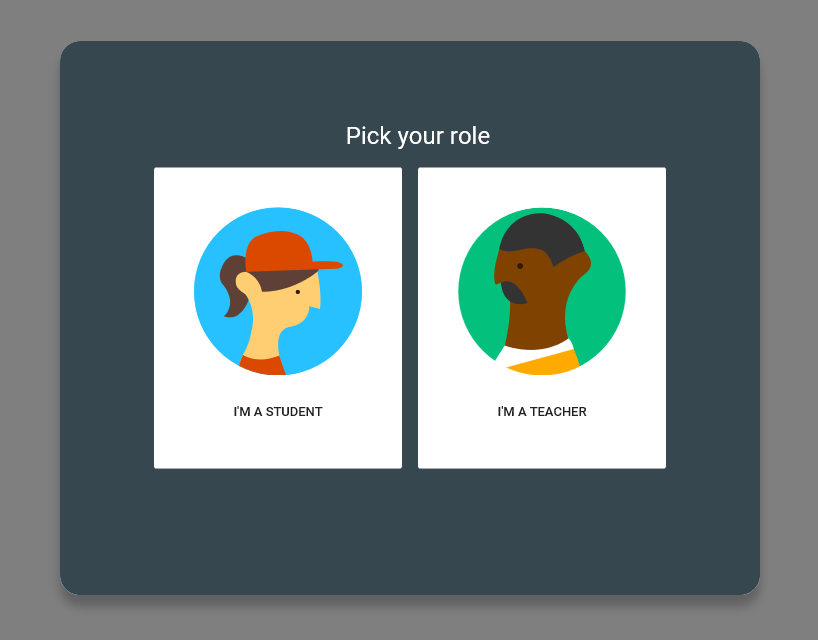 Pick your role
I'M A STUDENT
I'M A TEACHER